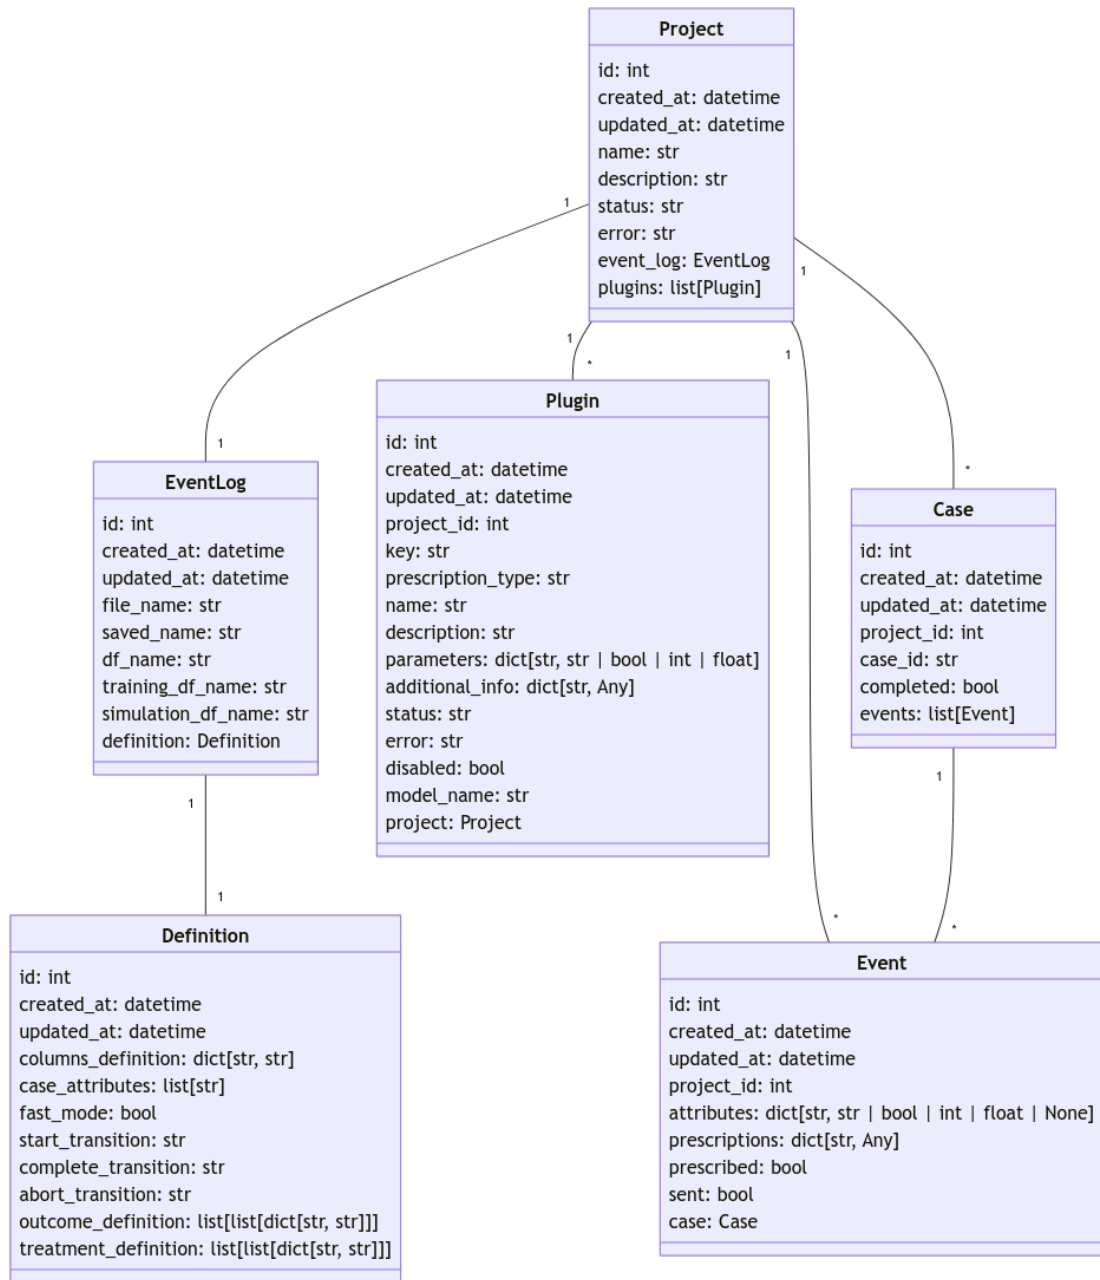 Project
id: int
created_at: datetime
updated_at: datetime
name: str
description: str
status: str
error: str
event_log: EventLog
plugins: list[Plugin]
1
1
1
1
1
*
Plugin
id: int
created_at: datetime
updated_at: datetime
project_id: int
key: str
prescription_type: str
name: str
description: str
parameters: dict[str, str | bool | int | float]
additional_info: dict[str, Any]
status: str
error: str
disabled: bool
model_name: str
project: Project
EventLog
id: int
created_at: datetime
updated_at: datetime
file_name: str
saved_name: str
df_name: str
training_df_name: str
simulation_df_name: str
definition: Definition
*
Case
id: int
created_at: datetime
updated_at: datetime
project_id: int
case_id: str
completed: bool
events: list[Event]
1
1
1
Definition
id: int
created_at: datetime
updated_at: datetime
columns_definition: dict[str, str]
case_attributes: list[str]
fast_mode: bool
start_transition: str
complete_transition: str
abort_transition: str
outcome_definition: list[list[dict[str, str]]]
treatment_definition: list[list[dict[str, str]]]
*
*
Event
id: int
created_at: datetime
updated_at: datetime
project_id: int
attributes: dict[str, str | bool | int | float | None]
prescriptions: dict[str, Any]
prescribed: bool
sent: bool
case: Case